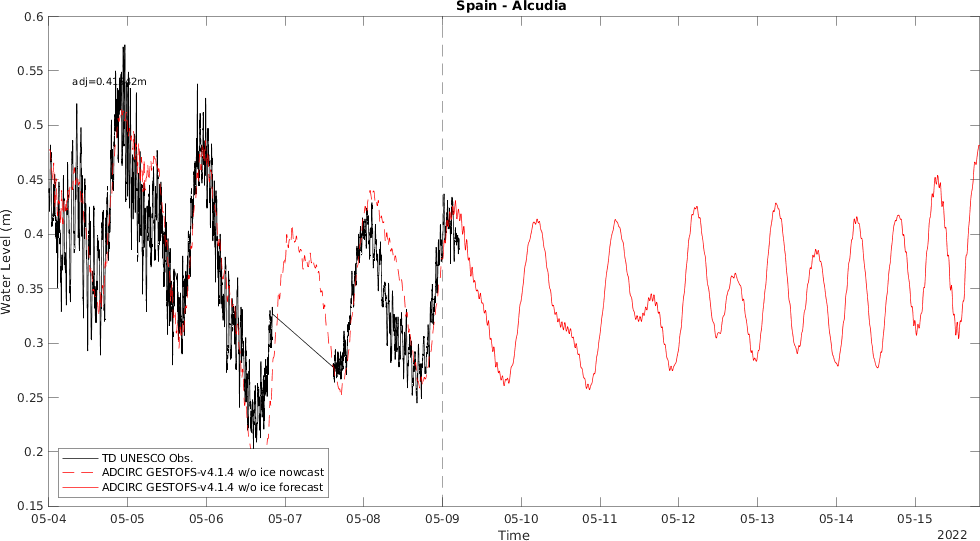 Spain - Alcudia
0.6
0.55
0.5
0.45
0.4
0.35
0.3
0.25
0.2
0.15
Water Level (m)
TD UNESCO Obs.
ADCIRC GESTOFS-v4.1.4 w/o ice nowcast
ADCIRC GESTOFS-v4.1.4 w/o ice forecast
05-04 05-05 05-06 05-07 05-08 05-09 05-10 05-11 05-12 05-13 05-14 05-15
Time
2022